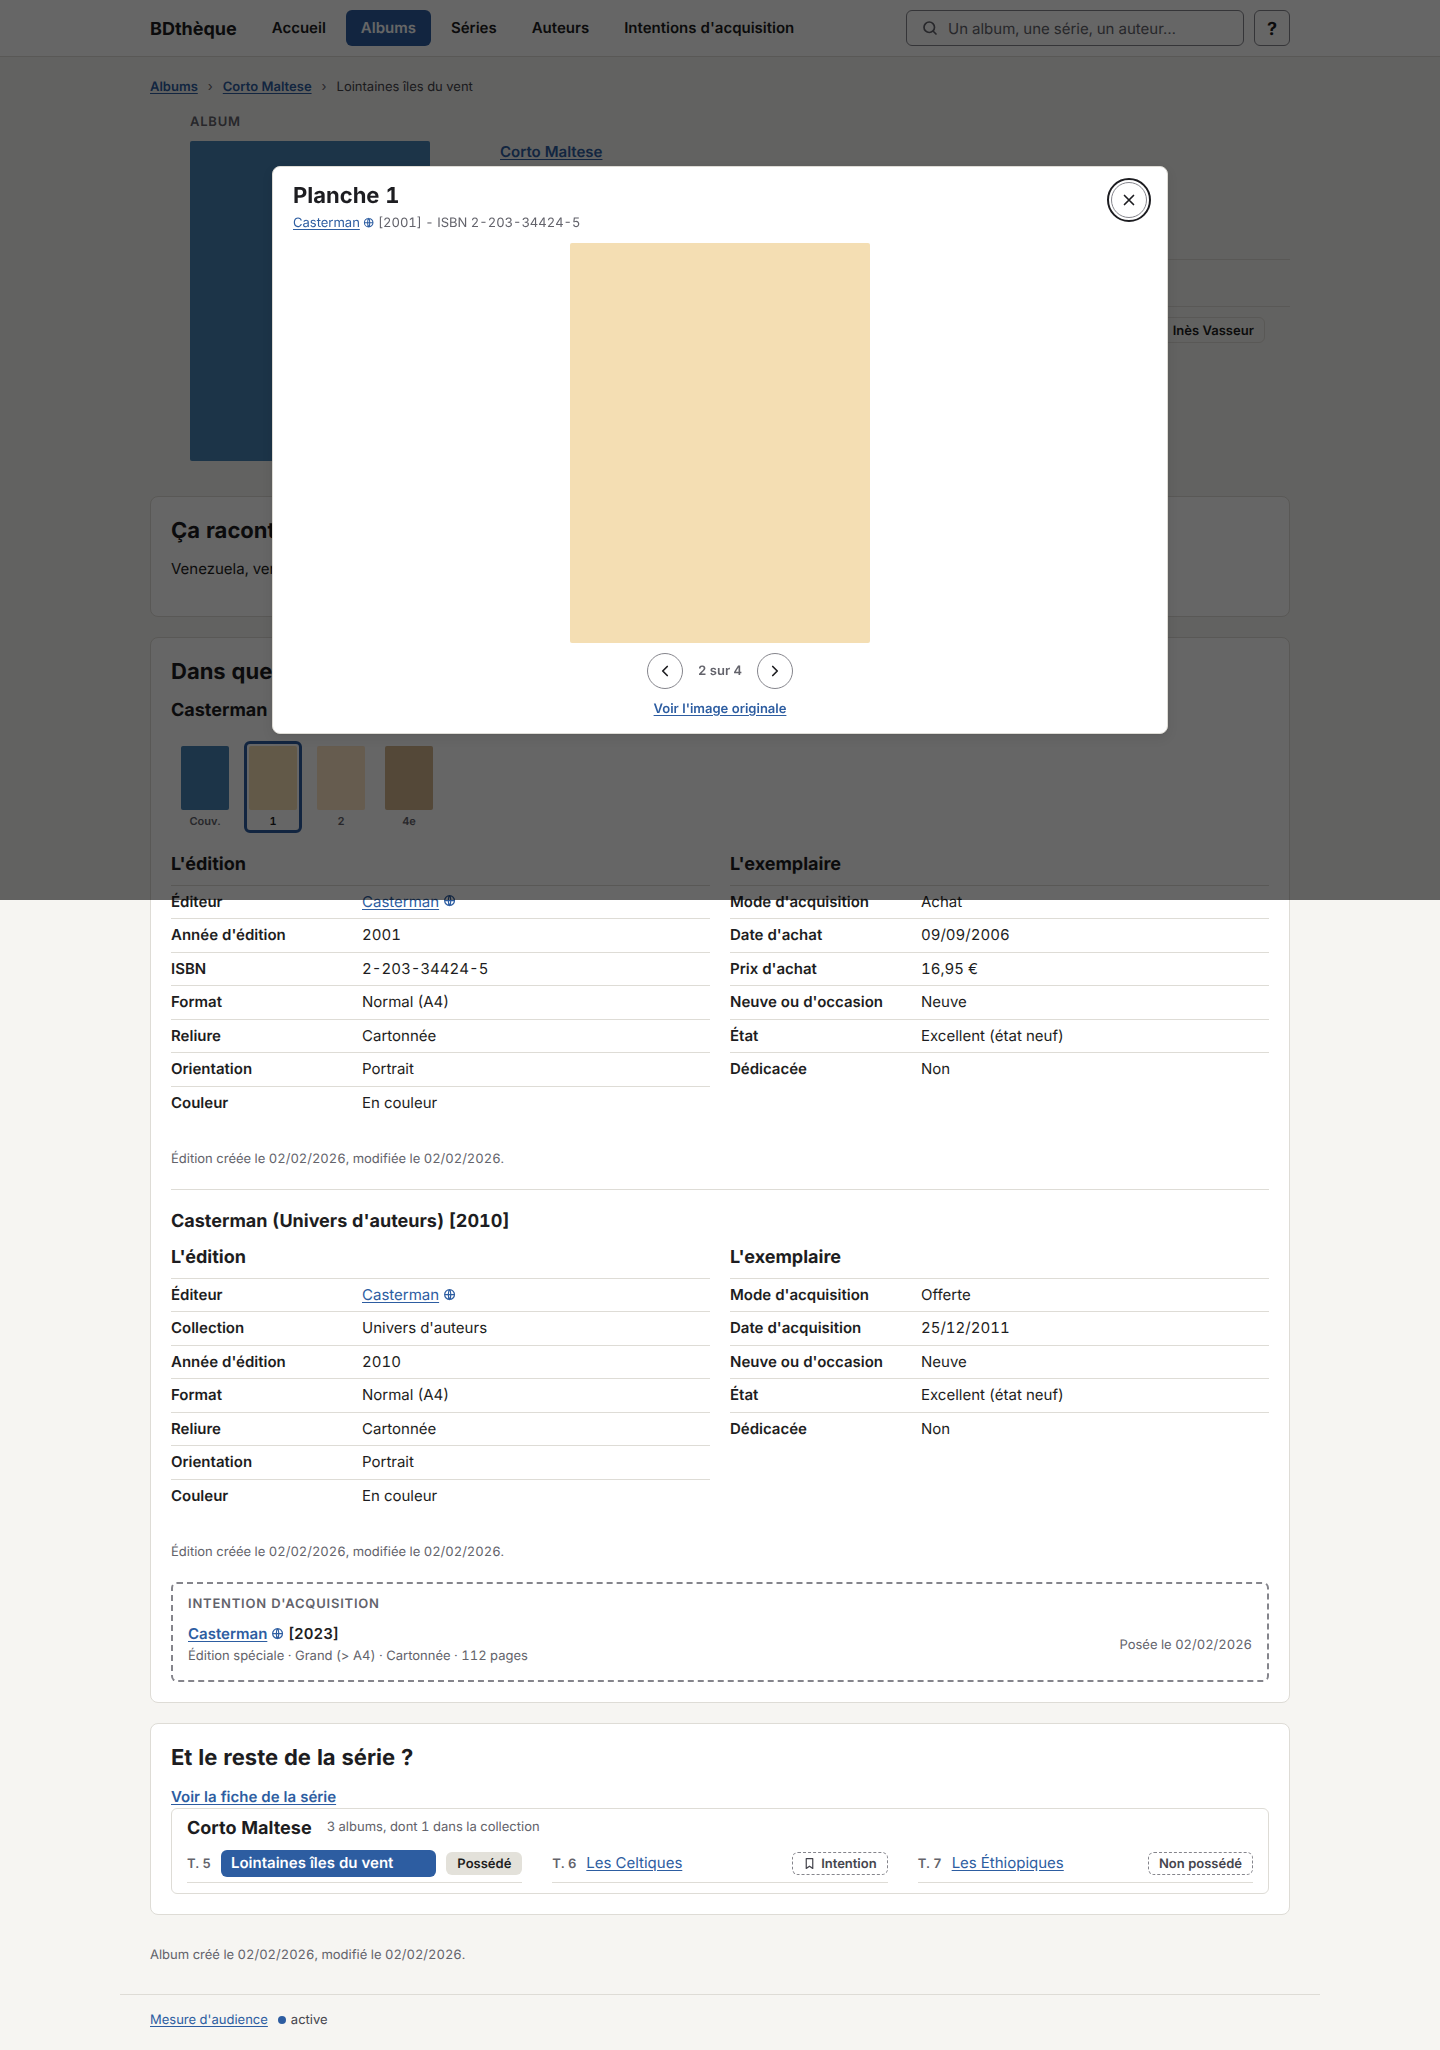 BDthèque Accueil Albums Séries Auteurs Intentions d'acquisition Un album, une série, un auteur... ?
Albums › Corto Maltese › Lointaines îles du vent
ALBUM
Corto Maltese
Planche 1
Casterman [2001] - ISBN 2-203-34424-5
Inès Vasseur
Ça racont
Venezuela, ver
2 sur 4
Voir l'image originale
Dans que
Casterman
Couv. 1 2 4e
L'édition
Éditeur Casterman
Année d'édition 2001
ISBN 2-203-34424-5
Format Normal (A4)
Reliure Cartonnée
Orientation Portrait
Couleur En couleur
L'exemplaire
Mode d'acquisition Achat
Date d'achat 09/09/2006
Prix d'achat 16,95 €
Neuve ou d'occasion Neuve
État Excellent (état neuf)
Dédicacée Non
Édition créée le 02/02/2026, modifiée le 02/02/2026.
Casterman (Univers d'auteurs) [2010]
L'édition
Éditeur Casterman
Collection Univers d'auteurs
Année d'édition 2010
Format Normal (A4)
Reliure Cartonnée
Orientation Portrait
Couleur En couleur
L'exemplaire
Mode d'acquisition Offerte
Date d'acquisition 25/12/2011
Neuve ou d'occasion Neuve
État Excellent (état neuf)
Dédicacée Non
Édition créée le 02/02/2026, modifiée le 02/02/2026.
INTENTION D'ACQUISITION
Casterman [2023]
Édition spéciale · Grand (> A4) · Cartonnée · 112 pages
Posée le 02/02/2026
Et le reste de la série ?
Voir la fiche de la série
Corto Maltese 3 albums, dont 1 dans la collection
T. 5 Lointaines îles du vent Possédé
T. 6 Les Celtiques Intention
T. 7 Les Éthiopiques Non possédé
Album créé le 02/02/2026, modifié le 02/02/2026.
Mesure d'audience active